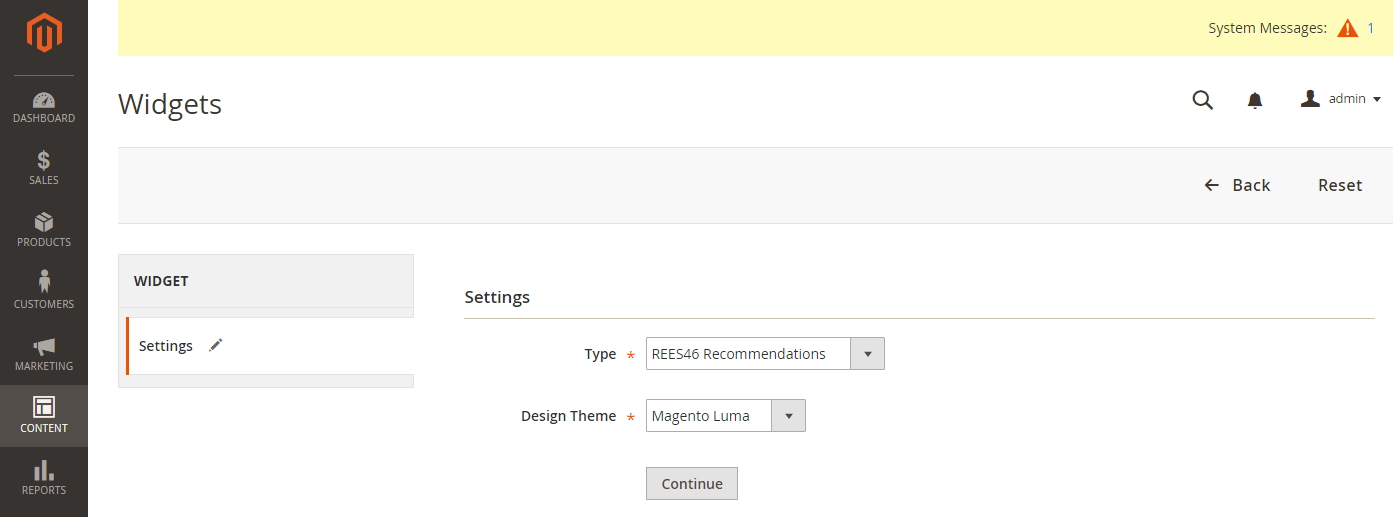 System Messages: 1
Widgets
admin
Back Reset
DASHBOARD
SALES
PRODUCTS
CUSTOMERS
MARKETING
CONTENT
REPORTS
WIDGET
Settings
Settings
Type * REES46 Recommendations
Design Theme * Magento Luma
Continue